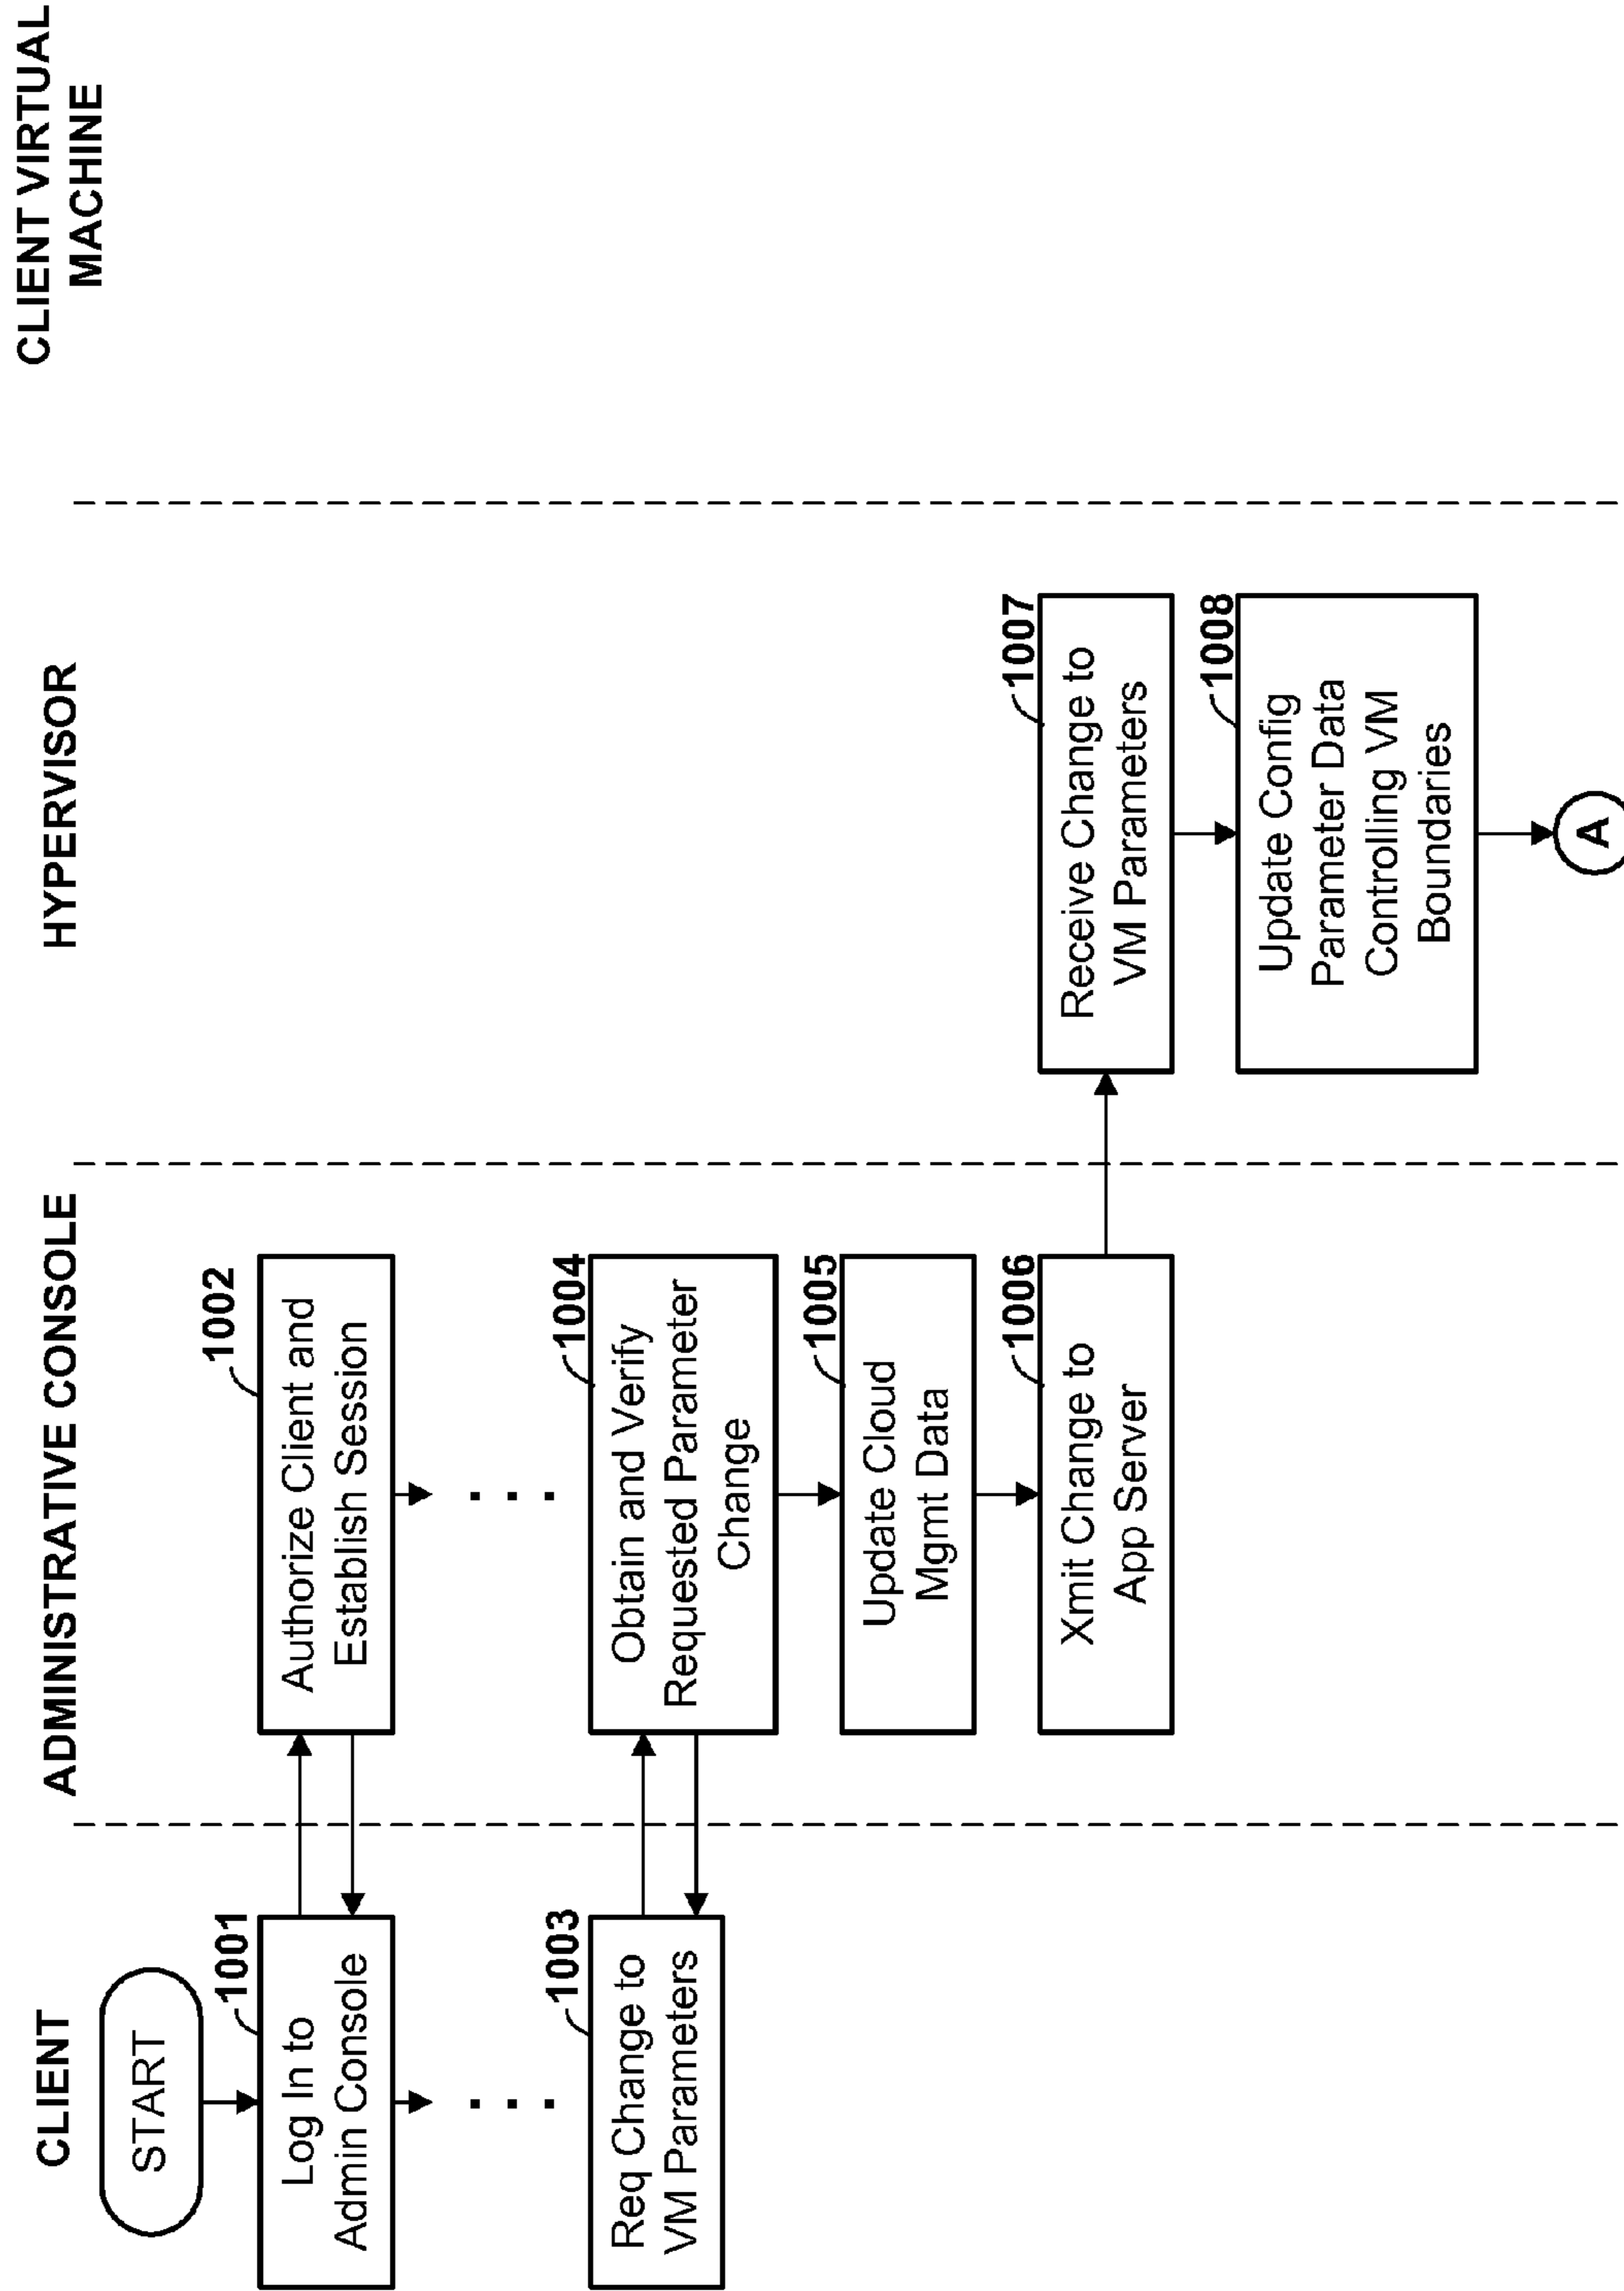 CLIENT
ADMINISTRATIVE CONSOLE
HYPERVISOR
CLIENT VIRTUAL
MACHINE
START
1001
Log In to
Admin Console
1002
Authorize Client and
Establish Session
. . .
. . .
1003
Req Change to
VM Parameters
1004
Obtain and Verify
Requested Parameter
Change
1005
Update Cloud
Mgmt Data
1006
Xmit Change to
App Server
1007
Receive Change to
VM Parameters
1008
Update Config
Parameter Data
Controlling VM
Boundaries
A